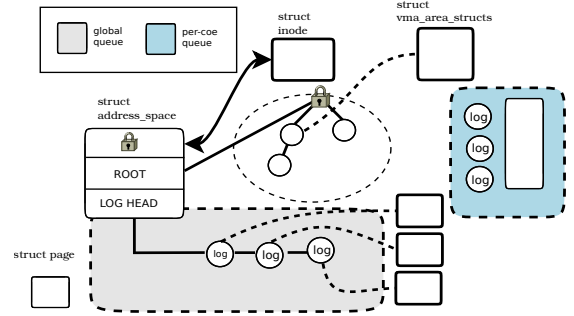 struct
vma_area_structs
struct
inode
global
queue
per-coe
queue
struct
address_space
ROOT
LOG HEAD
log
log
log
log
log
log
struct page